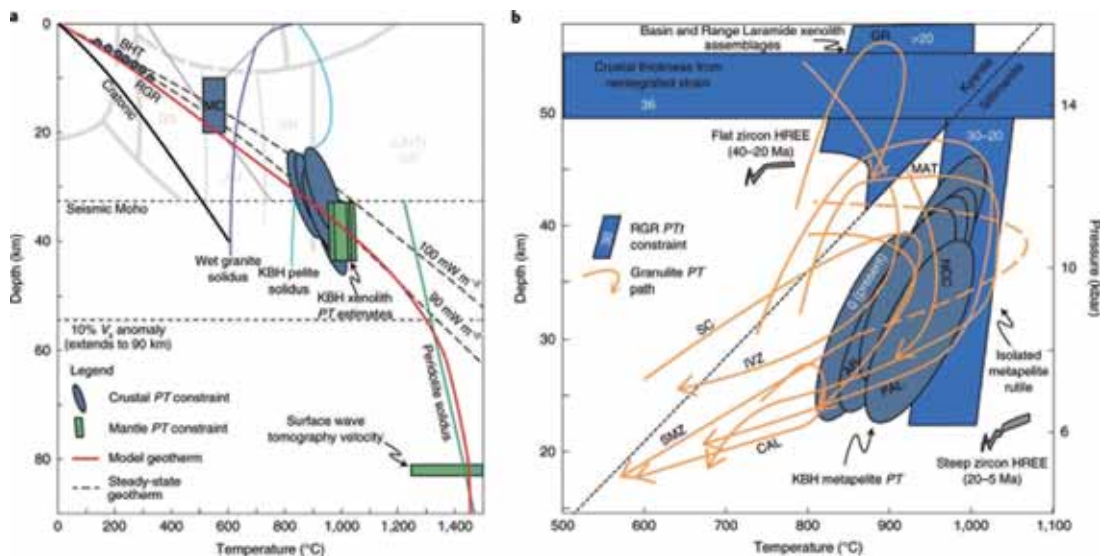 a
Temperature (°C)
0 200 400 600 800 1,000 1,200 1,400
Depth (km)
0
20
40
60
80
BHT
RGR
Cratonic
MC
Seismic Moho
Wet granite
solidus
KBH pelite
solidus
KBH xenolith
PT estimates
100 mW m⁻²
90 mW m⁻²
10% Vs anomaly
(extends to 90 km)
Legend
Crustal PT constraint
Mantle PT constraint
Model geotherm
Steady-state
geotherm
Surface wave
tomography velocity
Peridotite solidus
b
Basin and Range Laramide xenolith
assemblages
GR
>20
Crustal thickness from
reintegrated strain
36
Kyanite
Sillimanite
30–20
Flat zircon HREE
(40–20 Ma)
MAT
RGR PTt
constraint
Granulite PT
path
0 (present)
NCC
SC
IVZ
PAL
SMZ
CAL
KBH metapelite PT
Isolated
metapelite
rutile
Steep zircon HREE
(20–5 Ma)
Depth (km)
50
40
30
20
Pressure (kbar)
14
10
6
500 600 700 800 900 1,000 1,100
Temperature (°C)